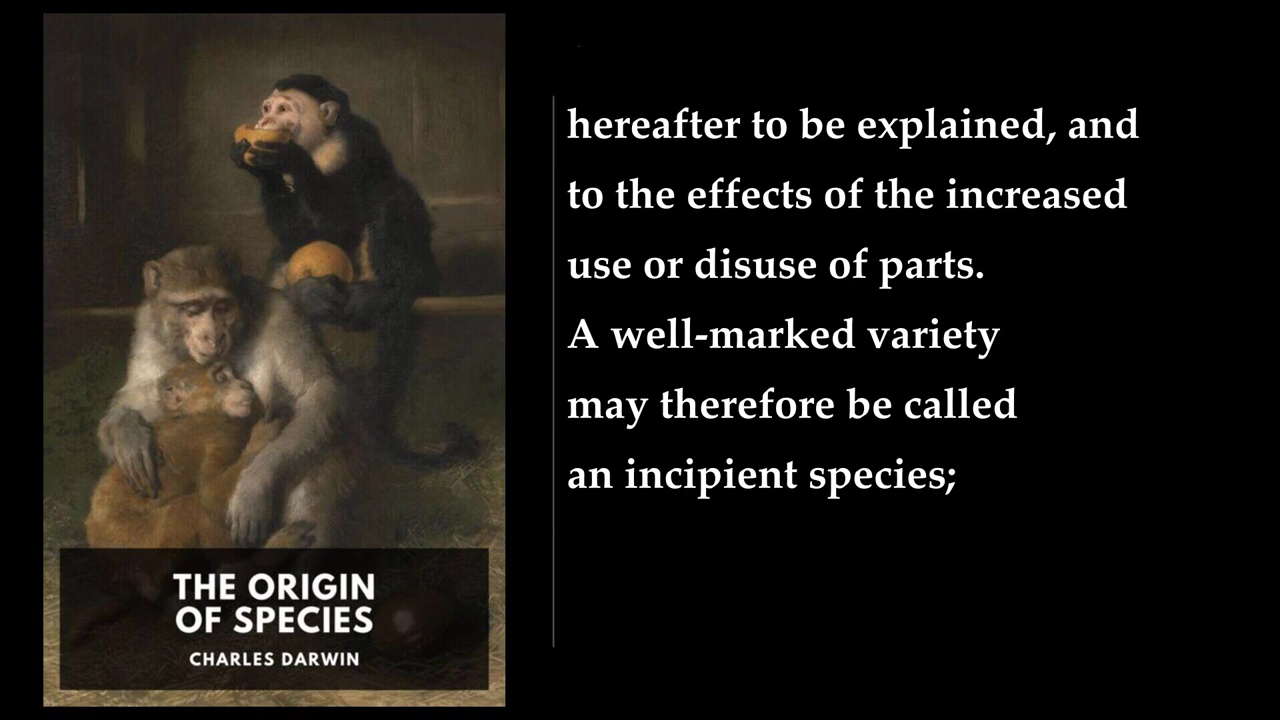 THE ORIGIN
OF SPECIES
CHARLES DARWIN
hereafter to be explained, and
to the effects of the increased
use or disuse of parts.
A well-marked variety
may therefore be called
an incipient species;